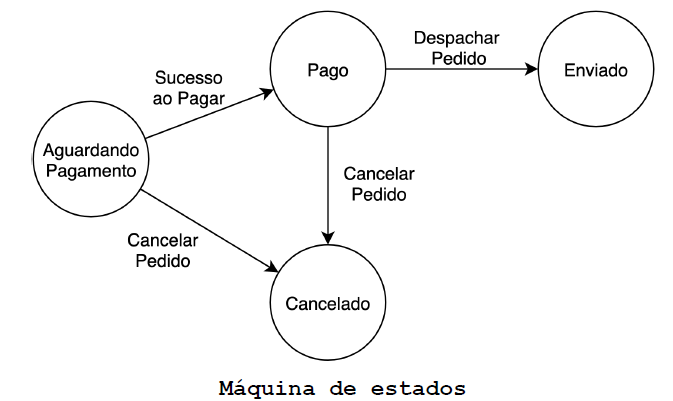 Despachar
Pedido
Pago
Enviado
Sucesso
ao Pagar
Aguardando
Pagamento
Cancelar
Pedido
Cancelar
Pedido
Cancelado
Máquina de estados